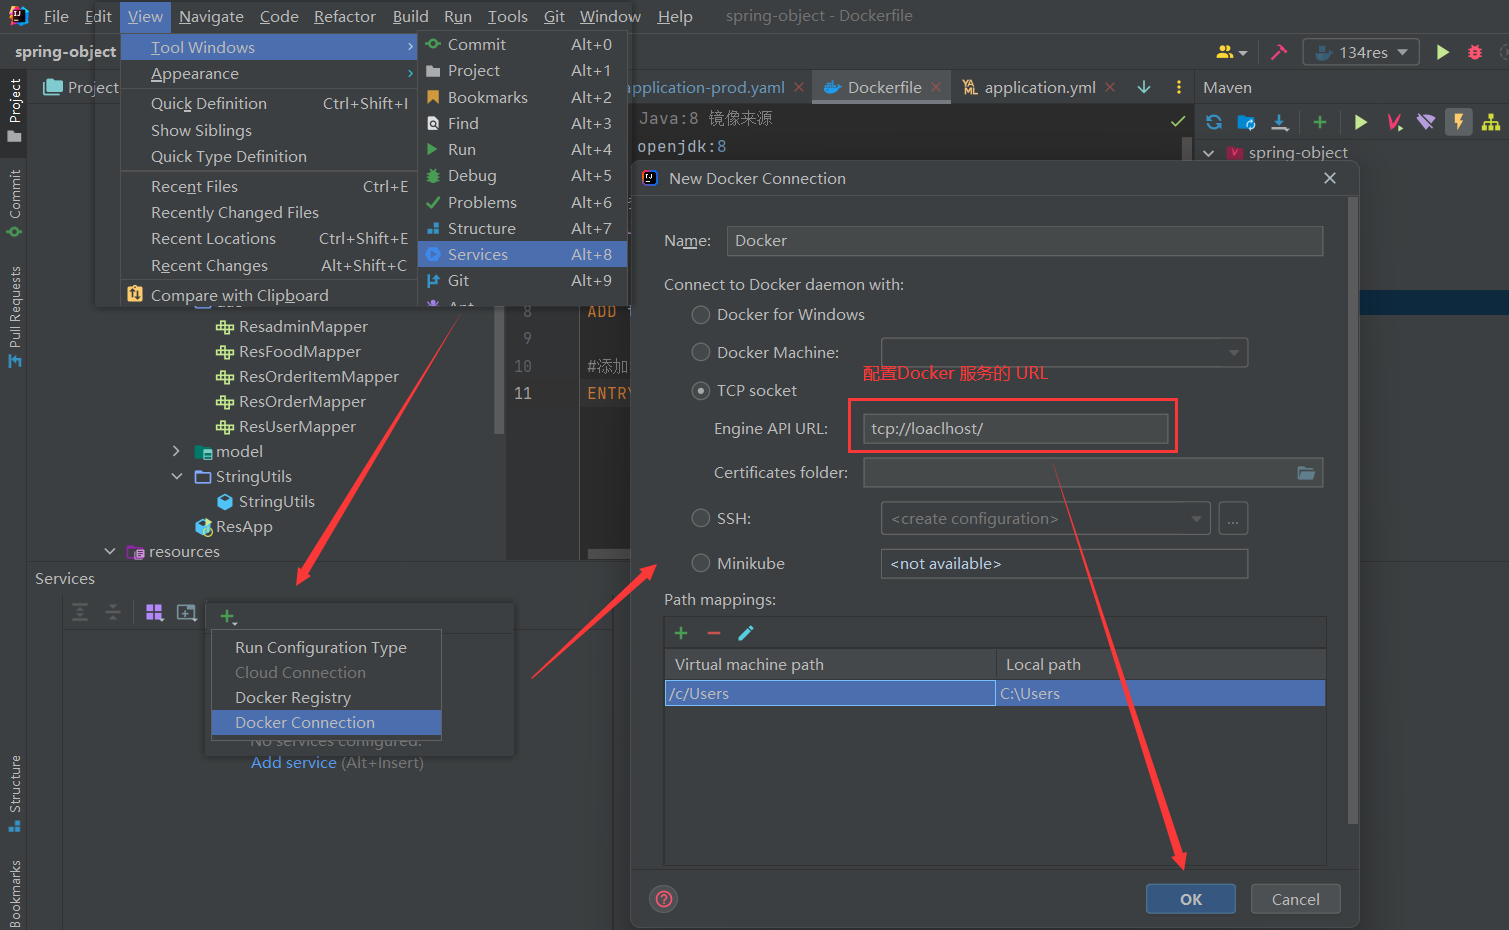 File Edit View Navigate Code Refactor Build Run Tools Git Window Help spring-object - Dockerfile
spring-object
134res
Project
Commit
Pull Requests
Structure
Bookmarks
Project
Tool Windows
Appearance
Quick Definition Ctrl+Shift+I
Show Siblings
Quick Type Definition
Recent Files Ctrl+E
Recently Changed Files
Recent Locations Ctrl+Shift+E
Recent Changes Alt+Shift+C
Compare with Clipboard
Commit Alt+0
Project Alt+1
Bookmarks Alt+2
Find Alt+3
Run Alt+4
Debug Alt+5
Problems Alt+6
Structure Alt+7
Services Alt+8
Git Alt+9
application-prod.yaml Dockerfile application.yml
Java:8 镜像来源
openjdk:8
8 ADD
9
10 #添加
11 ENTRY
Maven
spring-object
ResadminMapper
ResFoodMapper
ResOrderItemMapper
ResOrderMapper
ResUserMapper
model
StringUtils
StringUtils
ResApp
resources
Services
Run Configuration Type
Cloud Connection
Docker Registry
Docker Connection
No services configured.
Add service (Alt+Insert)
New Docker Connection
Name: Docker
Connect to Docker daemon with:
Docker for Windows
Docker Machine:
配置Docker 服务的 URL
TCP socket
Engine API URL: tcp://loaclhost/
Certificates folder:
SSH: <create configuration> ...
Minikube <not available>
Path mappings:
Virtual machine path Local path
/c/Users C:\Users
? OK Cancel